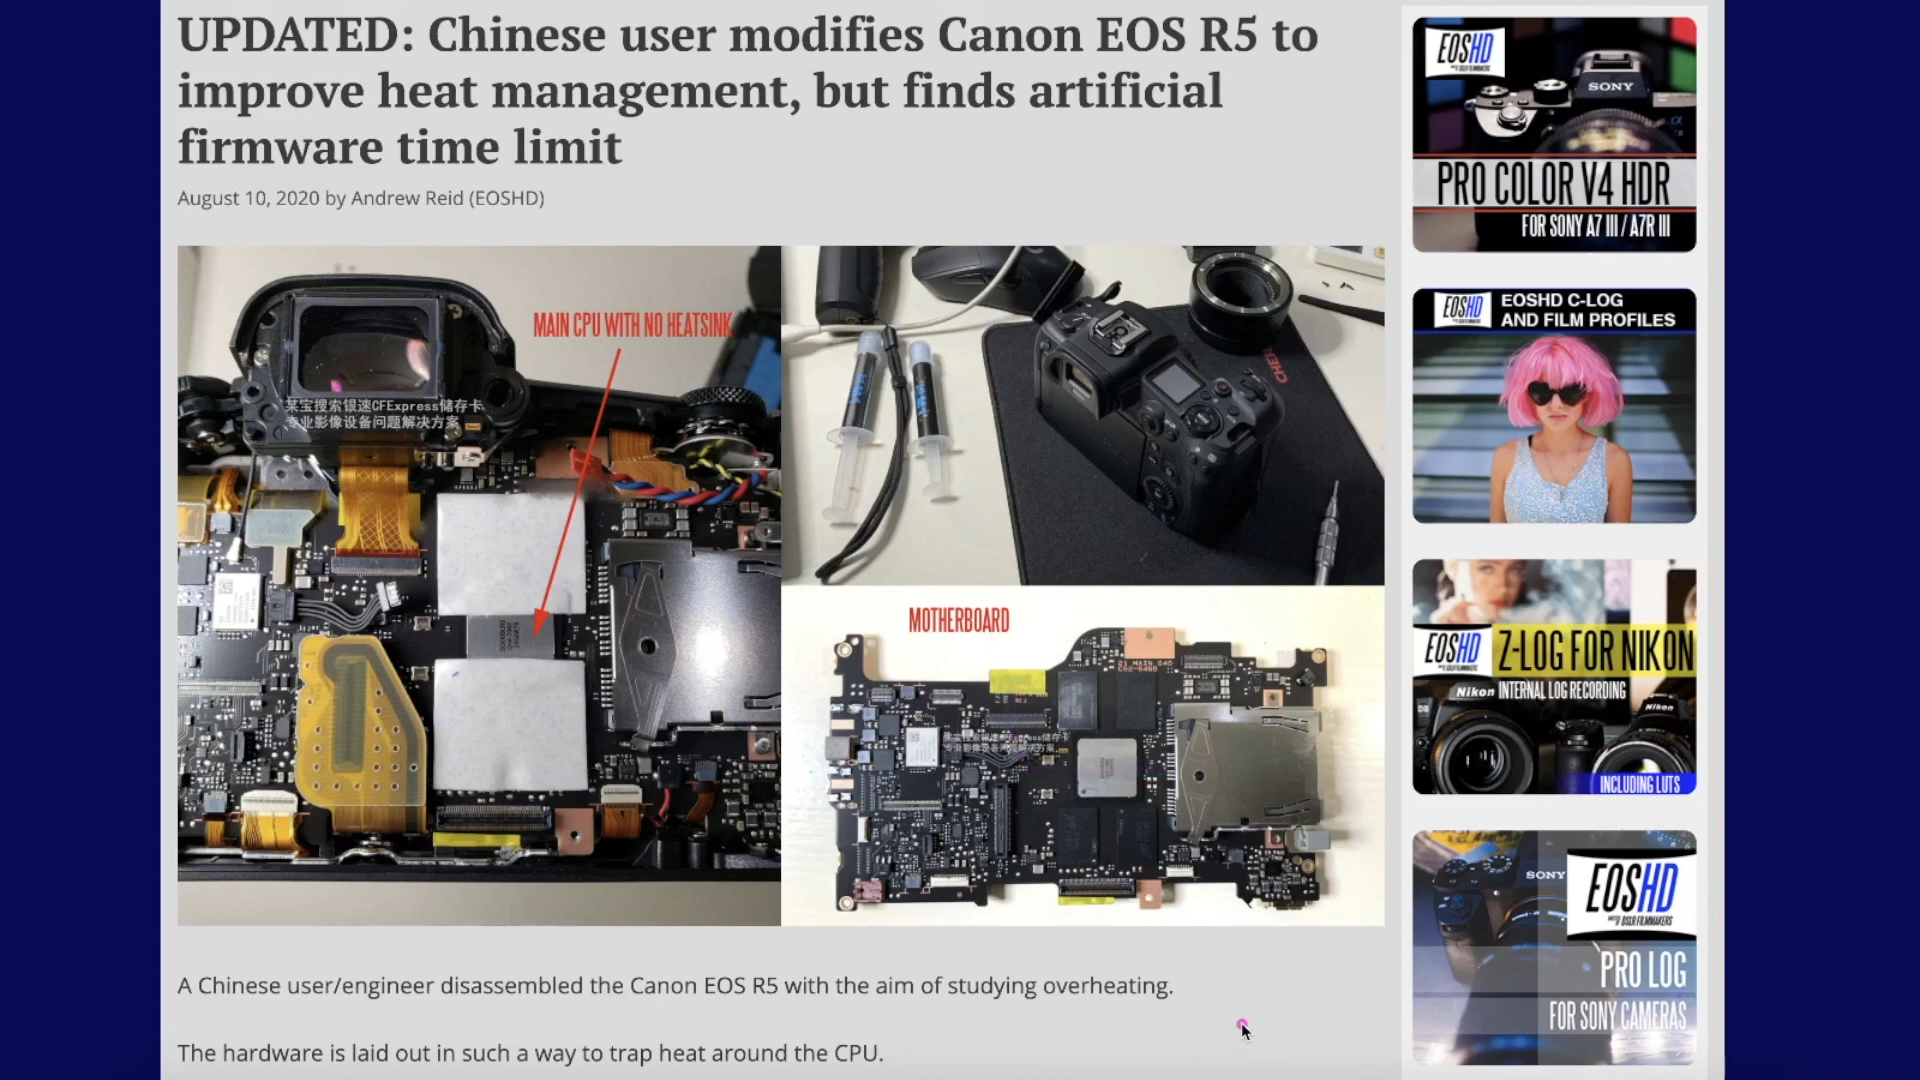 UPDATED: Chinese user modifies Canon EOS R5 to
improve heat management, but finds artificial
firmware time limit
August 10, 2020 by Andrew Reid (EOSHD)
MAIN CPU WITH NO HEATSINK
某宝搜索银速CFExpress储存卡
专业影像设备问题解决方案
CHER
MOTHERBOARD
A Chinese user/engineer disassembled the Canon EOS R5 with the aim of studying overheating.
The hardware is laid out in such a way to trap heat around the CPU.
EOSHD
SONY
PRO COLOR V4 HDR
FOR SONY A7 III / A7R III
EOSHD
EOSHD C-LOG
AND FILM PROFILES
EOSHD
Z-LOG FOR NIKON
Nikon INTERNAL LOG RECORDING
Nikon
INCLUDING LUTS
SONY
EOSHD
PRO LOG
FOR SONY CAMERAS